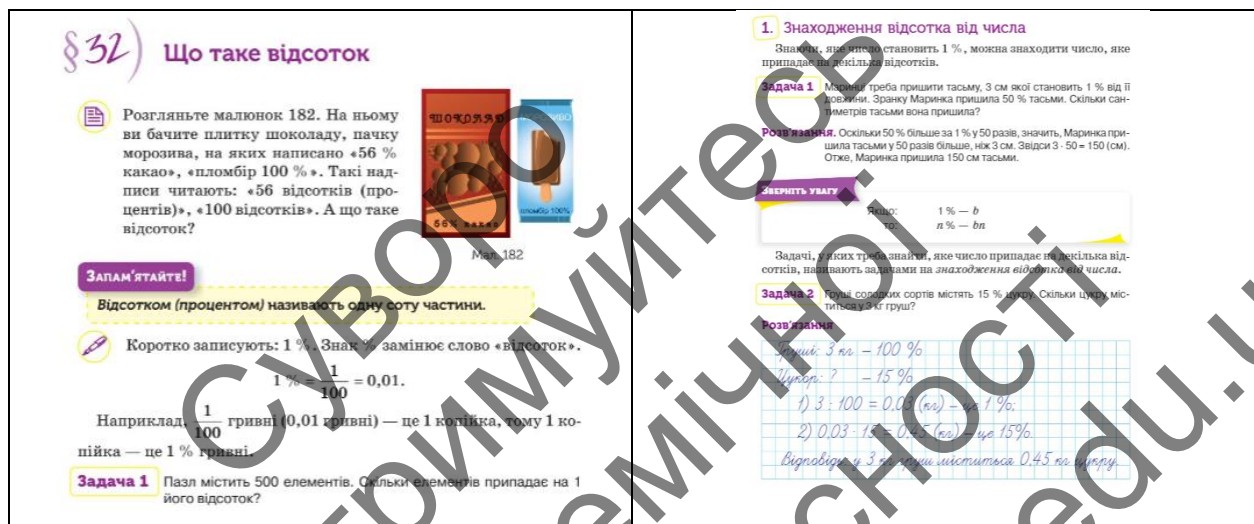 § 32) Що таке відсоток
Розгляньте малюнок 182. На ньому
ви бачите плитку шоколаду, пачку
морозива, на яких написано «56 %
какао», «пломбір 100 %». Такі над-
писи читають: «56 відсотків (про-
центів)», «100 відсотків». А що таке
відсоток?
ШОКОЛАД
56% какао
МОРОЗИВО
пломбір 100%
Мал. 182
ЗАПАМ'ЯТАЙТЕ!
Відсотком (процентом) називають одну соту частини.
Коротко записують: 1 %. Знак % замінює слово «відсоток».
1 % = 1/100 = 0,01.
Наприклад, 1/100 гривні (0,01 гривні) — це 1 копійка, тому 1 ко-
пійка — це 1 % гривні.
Задача 1 Пазл містить 500 елементів. Скільки елементів припадає на 1
його відсоток?
1. Знаходження відсотка від числа
Знаючи, яке число становить 1 %, можна знаходити число, яке
припадає на декілька відсотків.
Задача 1 Маринці треба пришити тасьму, 3 см якої становить 1 % від її
довжини. Зранку Маринка пришила 50 % тасьми. Скільки сан-
тиметрів тасьми вона пришила?
Розв'язання. Оскільки 50 % більше за 1 % у 50 разів, значить, Маринка при-
шила тасьми у 50 разів більше, ніж 3 см. Звідси 3 · 50 = 150 (см).
Отже, Маринка пришила 150 см тасьми.
ЗВЕРНІТЬ УВАГУ
Якщо: 1 % — b
то: n % — bn
Задачі, у яких треба знайти, яке число припадає на декілька від-
сотків, називають задачами на знаходження відсотка від числа.
Задача 2 Груші солодких сортів містять 15 % цукру. Скільки цукру міс-
титься у 3 кг груш?
Розв'язання
Груші: 3 кг – 100 %
Цукор: ? – 15 %
1) 3 : 100 = 0,03 (кг) – це 1 %;
2) 0,03 · 15 = 0,45 (кг) – це 15%.
Відповідь: у 3 кг груш міститься 0,45 кг цукру.
суворо
тримуйтесь
емічної
сності
edu.u